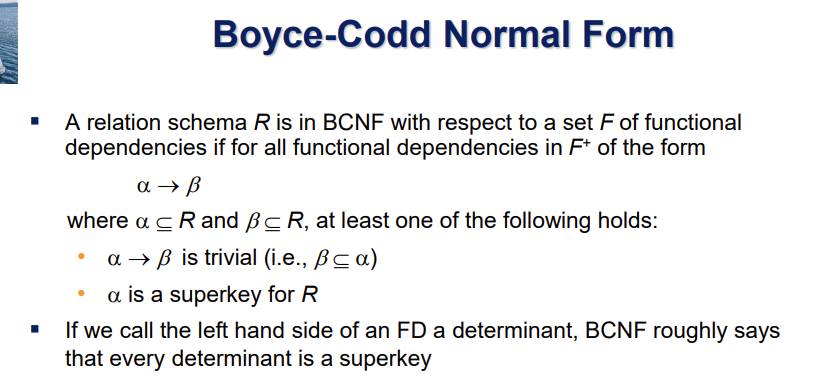 Boyce-Codd Normal Form
▪ A relation schema R is in BCNF with respect to a set F of functional
dependencies if for all functional dependencies in F⁺ of the form
α → β
where α ⊆ R and β ⊆ R, at least one of the following holds:
• α → β is trivial (i.e., β ⊆ α)
• α is a superkey for R
▪ If we call the left hand side of an FD a determinant, BCNF roughly says
that every determinant is a superkey